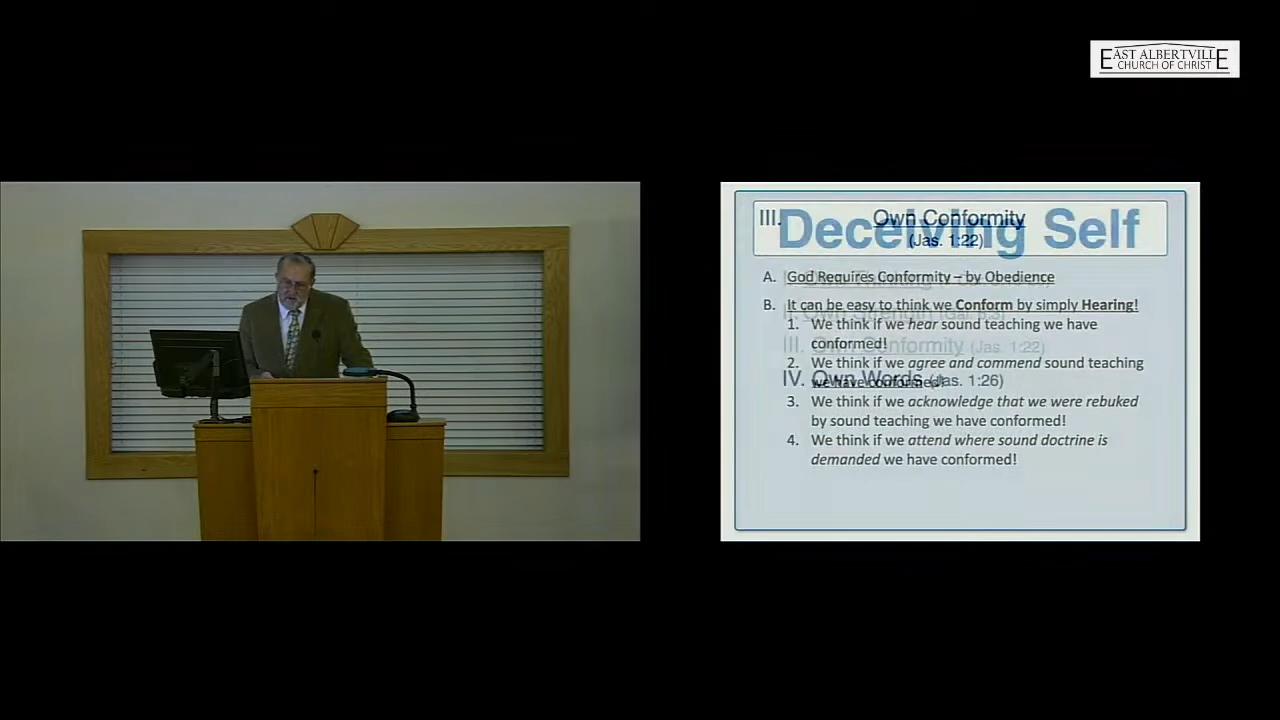 EAST ALBERTVILLE
CHURCH OF CHRIST
III. Own Conformity
(Jas. 1:22)
Deceiving Self
A. God Requires Conformity – by Obedience
B. It can be easy to think we Conform by simply Hearing!
1. We think if we hear sound teaching we have
conformed!
2. We think if we agree and commend sound teaching
we have conformed!
III. Own Conformity (Jas. 1:22)
IV. Own Words (Jas. 1:26)
3. We think if we acknowledge that we were rebuked
by sound teaching we have conformed!
4. We think if we attend where sound doctrine is
demanded we have conformed!